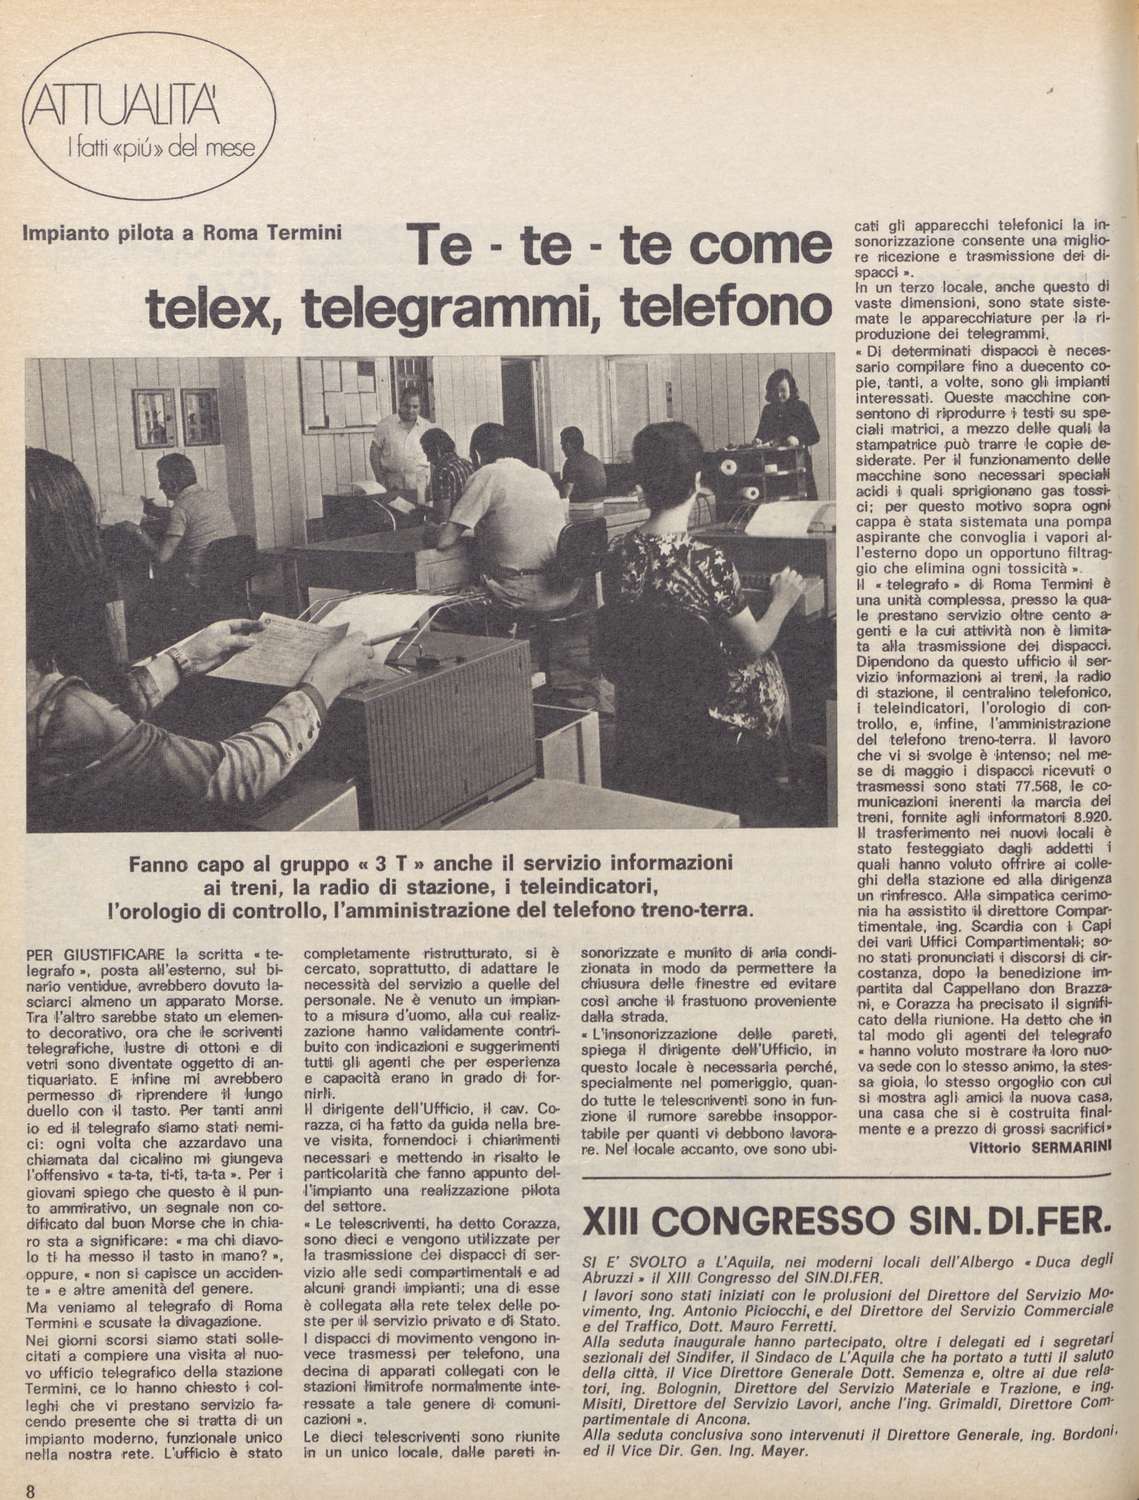 ATTUALITA'
I fatti «piú» del mese
Impianto pilota a Roma Termini
Te - te - te come
telex, telegrammi, telefono
Fanno capo al gruppo « 3 T » anche il servizio informazioni
ai treni, la radio di stazione, i teleindicatori,
l'orologio di controllo, l'amministrazione del telefono treno-terra.
PER GIUSTIFICARE la scritta « te-
legrafo », posta all'esterno, sul bi-
nario ventidue, avrebbero dovuto la-
sciarci almeno un apparato Morse.
Tra l'altro sarebbe stato un elemen-
to decorativo, ora che le scriventi
telegrafiche, lustre di ottoni e di
vetri sono diventate oggetto di an-
tiquariato. E infine mi avrebbero
permesso di riprendere il lungo
duello con il tasto. Per tanti anni
io ed il telegrafo siamo stati nemi-
ci: ogni volta che azzardavo una
chiamata dal cicalino mi giungeva
l'offensivo « ta-ta, ti-ti, ta-ta ». Per i
giovani spiego che questo è il pun-
to ammirativo, un segnale non co-
dificato dal buon Morse che in chia-
ro sta a significare: « ma chi diavo-
lo ti ha messo il tasto in mano? »,
oppure, « non si capisce un acciden-
te » e altre amenità del genere.
Ma veniamo al telegrafo di Roma
Termini e scusate la divagazione.
Nei giorni scorsi siamo stati solle-
citati a compiere una visita al nuo-
vo ufficio telegrafico della stazione
Termini, ce lo hanno chiesto i col-
leghi che vi prestano servizio fa-
cendo presente che si tratta di un
impianto moderno, funzionale unico
nella nostra rete. L'ufficio è stato
completamente ristrutturato, si è
cercato, soprattutto, di adattare le
necessità del servizio a quelle del
personale. Ne è venuto un impian-
to a misura d'uomo, alla cui realiz-
zazione hanno validamente contri-
buito con indicazioni e suggerimenti
tutti gli agenti che per esperienza
e capacità erano in grado di for-
nirli.
Il dirigente dell'Ufficio, il cav. Co-
razza, ci ha fatto da guida nella bre-
ve visita, fornendoci i chiarimenti
necessari e mettendo in risalto le
particolarità che fanno appunto del-
l'impianto una realizzazione pilota
del settore.
« Le telescriventi, ha detto Corazza,
sono dieci e vengono utilizzate per
la trasmissione dei dispacci di ser-
vizio alle sedi compartimentali e ad
alcuni grandi impianti; una di esse
è collegata alla rete telex delle po-
ste per il servizio privato e di Stato.
I dispacci di movimento vengono in-
vece trasmessi per telefono, una
decina di apparati collegati con le
stazioni limitrofe normalmente inte-
ressate a tale genere di comuni-
cazioni ».
Le dieci telescriventi sono riunite
in un unico locale, dalle pareti in-
sonorizzate e munito di aria condi-
zionata in modo da permettere la
chiusura delle finestre ed evitare
così anche il frastuono proveniente
dalla strada.
« L'insonorizzazione delle pareti,
spiega il dirigente dell'Ufficio, in
questo locale è necessaria perché,
specialmente nel pomeriggio, quan-
do tutte le telescriventi sono in fun-
zione il rumore sarebbe insoppor-
tabile per quanti vi debbono lavora-
re. Nel locale accanto, ove sono ubi-
cati gli apparecchi telefonici la in-
sonorizzazione consente una miglio-
re ricezione e trasmissione dei di-
spacci ».
In un terzo locale, anche questo di
vaste dimensioni, sono state siste-
mate le apparecchiature per la ri-
produzione dei telegrammi.
« Di determinati dispacci è neces-
sario compilare fino a duecento co-
pie, tanti, a volte, sono gli impianti
interessati. Queste macchine con-
sentono di riprodurre i testi su spe-
ciali matrici, a mezzo delle quali la
stampatrice può trarre le copie de-
siderate. Per il funzionamento delle
macchine sono necessari speciali
acidi i quali sprigionano gas tossi-
ci; per questo motivo sopra ogni
cappa è stata sistemata una pompa
aspirante che convoglia i vapori al-
l'esterno dopo un opportuno filtrag-
gio che elimina ogni tossicità ».
Il « telegrafo » di Roma Termini è
una unità complessa, presso la qua-
le prestano servizio oltre cento a-
genti e la cui attività non è limita-
ta alla trasmissione dei dispacci.
Dipendono da questo ufficio il ser-
vizio informazioni ai treni, la radio
di stazione, il centralino telefonico,
i teleindicatori, l'orologio di con-
trollo, e, infine, l'amministrazione
del telefono treno-terra. Il lavoro
che vi si svolge è intenso; nel me-
se di maggio i dispacci ricevuti o
trasmessi sono stati 77.568, le co-
municazioni inerenti la marcia dei
treni, fornite agli informatori 8.920.
Il trasferimento nei nuovi locali è
stato festeggiato dagli addetti i
quali hanno voluto offrire ai colle-
ghi della stazione ed alla dirigenza
un rinfresco. Alla simpatica cerimo-
nia ha assistito il direttore Compar-
timentale, ing. Scardia con i Capi
dei vari Uffici Compartimentali; so-
no stati pronunciati i discorsi di cir-
costanza, dopo la benedizione im-
partita dal Cappellano don Brazza-
ni, e Corazza ha precisato il signifi-
cato della riunione. Ha detto che in
tal modo gli agenti del telegrafo
« hanno voluto mostrare la loro nuo-
va sede con lo stesso animo, la stes-
sa gioia, lo stesso orgoglio con cui
si mostra agli amici la nuova casa,
una casa che si è costruita final-
mente e a prezzo di grossi sacrifici»
Vittorio SERMARINI
XIII CONGRESSO SIN.DI.FER.
SI E' SVOLTO a L'Aquila, nei moderni locali dell'Albergo « Duca degli
Abruzzi » il XIII Congresso del SIN.DI.FER.
I lavori sono stati iniziati con le prolusioni del Direttore del Servizio Mo-
vimento, Ing. Antonio Piciocchi, e del Direttore del Servizio Commerciale
e del Traffico, Dott. Mauro Ferretti.
Alla seduta inaugurale hanno partecipato, oltre i delegati ed i segretari
sezionali del Sindifer, il Sindaco de L'Aquila che ha portato a tutti il saluto
della città, il Vice Direttore Generale Dott. Semenza e, oltre ai due rela-
tori, ing. Bolognin, Direttore del Servizio Materiale e Trazione, e ing.
Misiti, Direttore del Servizio Lavori, anche l'ing. Grimaldi, Direttore Com-
partimentale di Ancona.
Alla seduta conclusiva sono intervenuti il Direttore Generale, ing. Bordoni,
ed il Vice Dir. Gen. Ing. Mayer.
8